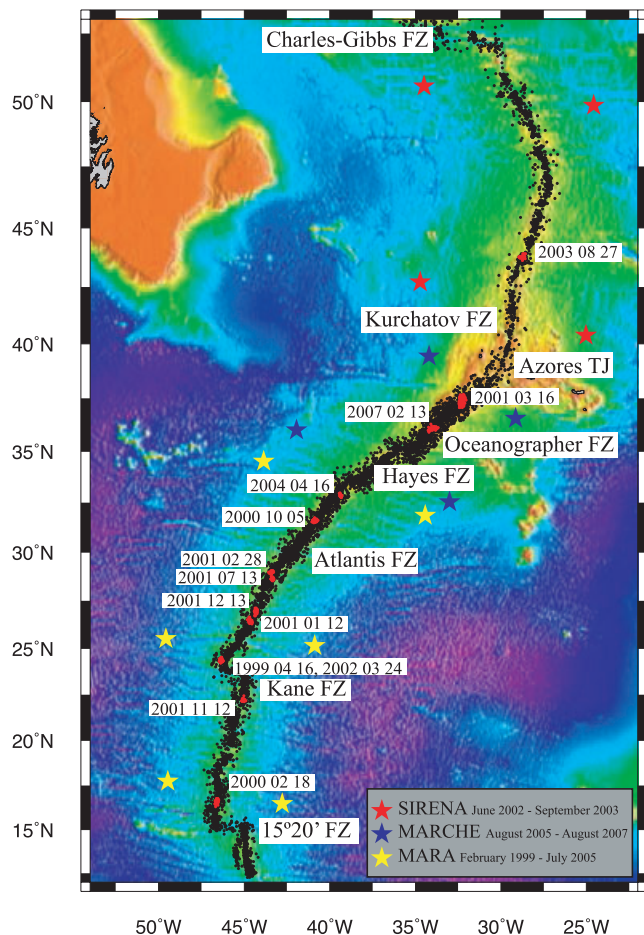 Charles-Gibbs FZ
50˚N
2003 08 27
45˚N
Kurchatov FZ
40˚N
Azores TJ
2001 03 16
2007 02 13
Oceanographer FZ
35˚N
Hayes FZ
2004 04 16
2000 10 05
30˚N
Atlantis FZ
2001 02 28
2001 07 13
2001 12 13
2001 01 12
25˚N
1999 04 16, 2002 03 24
Kane FZ
2001 11 12
20˚N
2000 02 18
15˚N
15º20' FZ
SIRENA June 2002 - September 2003
MARCHE August 2005 - August 2007
MARA February 1999 - July 2005
50˚W 45˚W 40˚W 35˚W 30˚W 25˚W